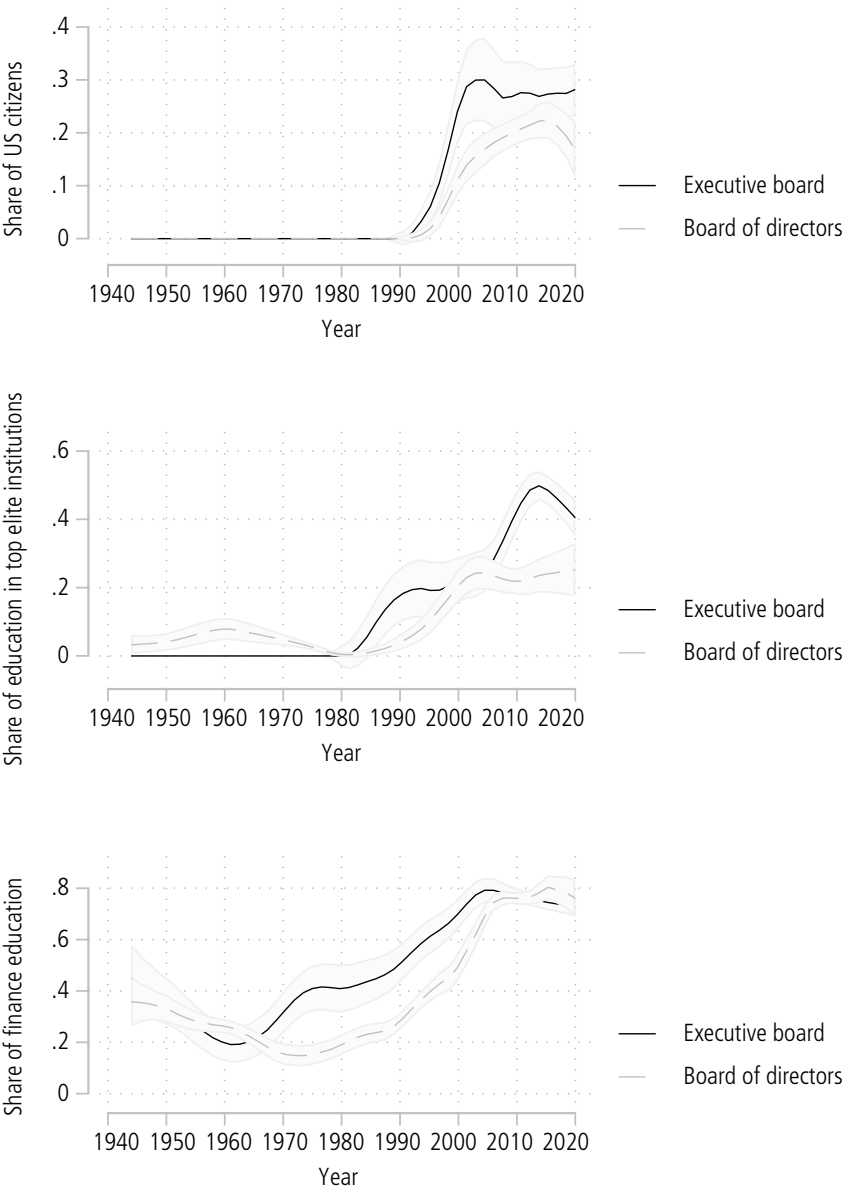 Share of US citizens
.4
.3
.2
.1
0
1940 1950 1960 1970 1980 1990 2000 2010 2020
Year
Executive board
Board of directors
Share of education in top elite institutions
.6
.4
.2
0
1940 1950 1960 1970 1980 1990 2000 2010 2020
Year
Executive board
Board of directors
Share of finance education
.8
.6
.4
.2
0
1940 1950 1960 1970 1980 1990 2000 2010 2020
Year
Executive board
Board of directors